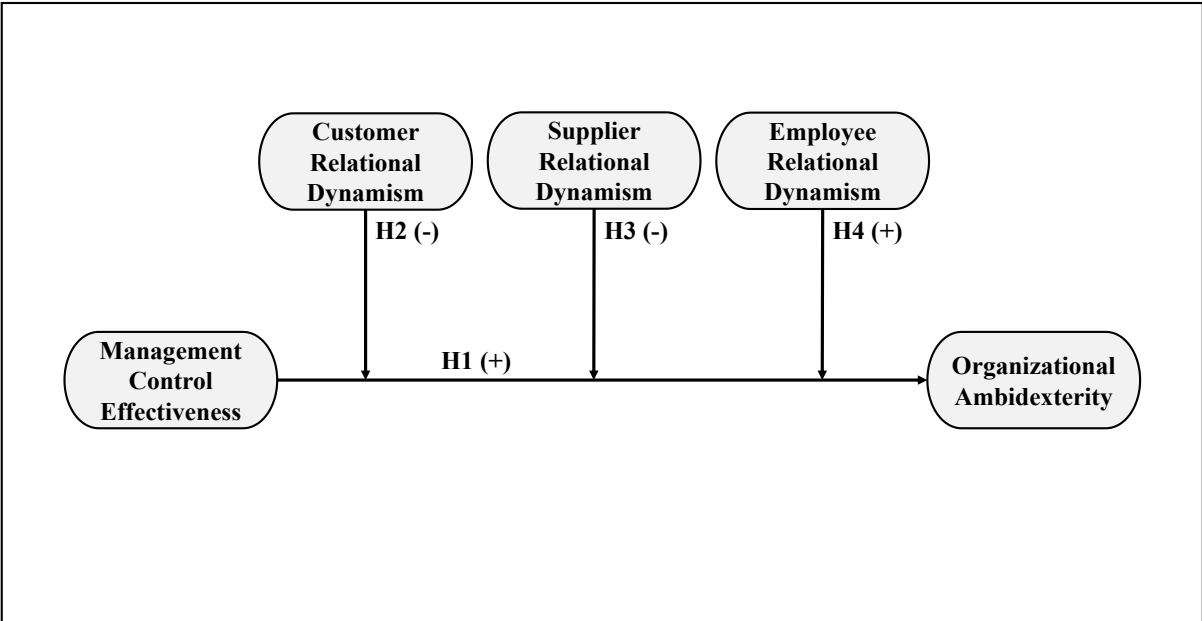 Customer
Relational
Dynamism
Supplier
Relational
Dynamism
Employee
Relational
Dynamism
H2 (-)
H3 (-)
H4 (+)
Management
Control
Effectiveness
H1 (+)
Organizational
Ambidexterity